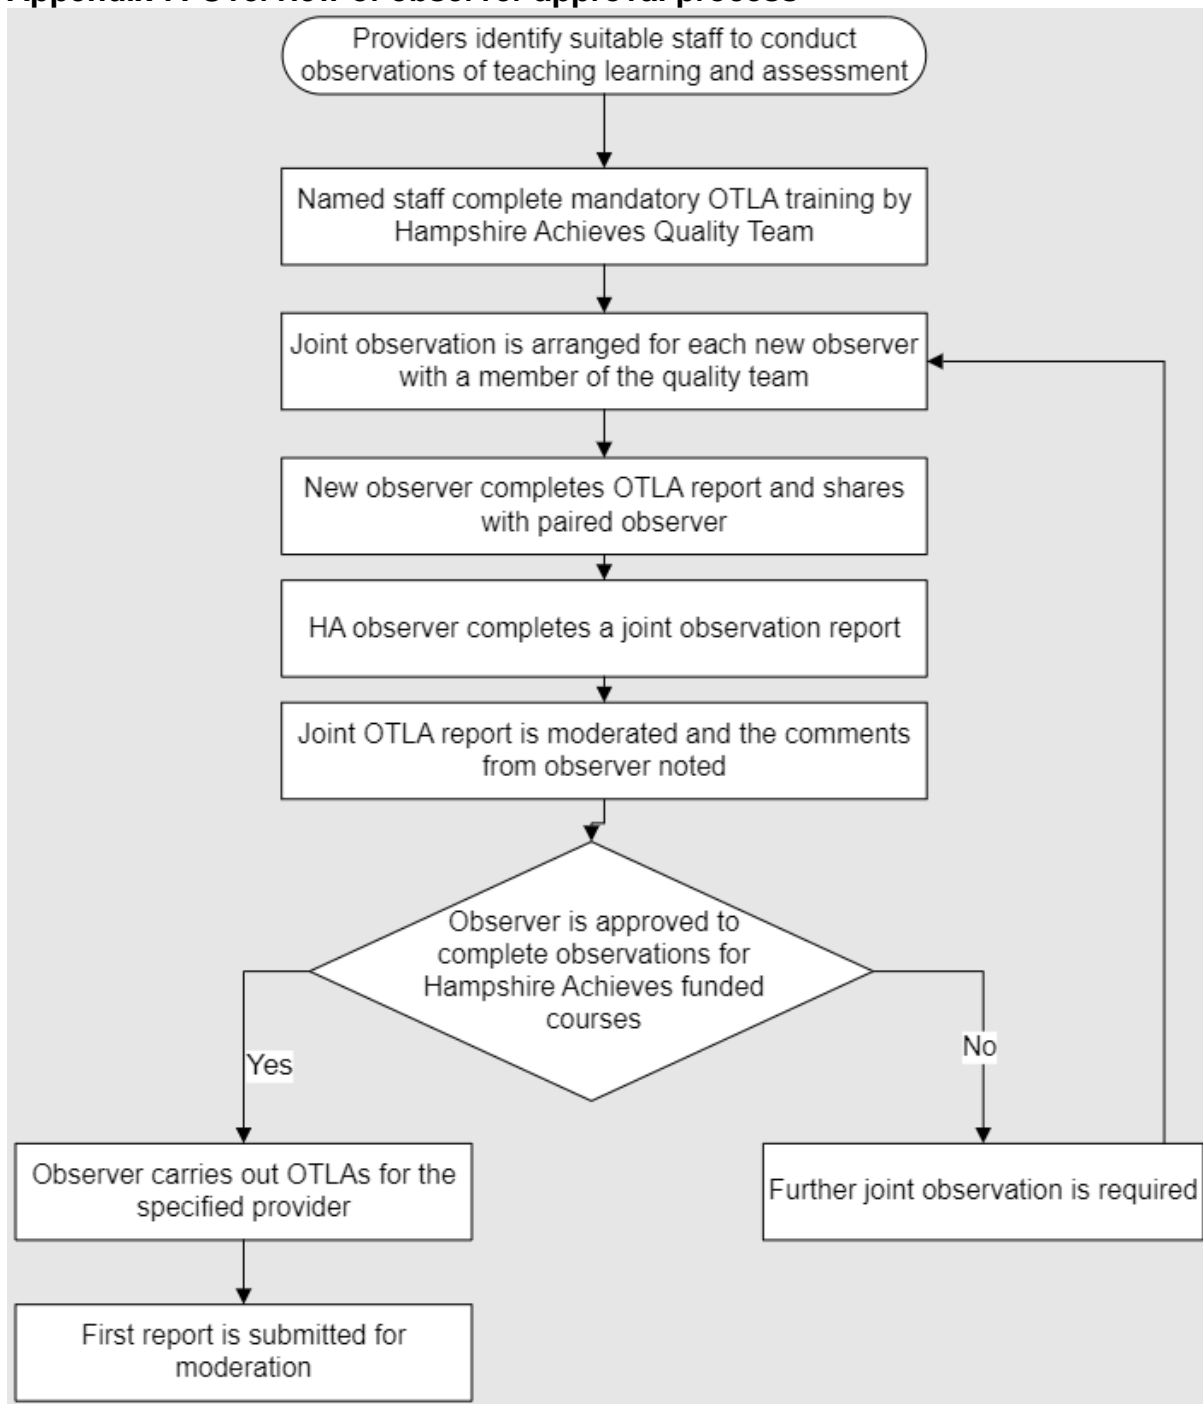 Providers identify suitable staff to conduct
observations of teaching learning and assessment
Named staff complete mandatory OTLA training by
Hampshire Achieves Quality Team
Joint observation is arranged for each new observer
with a member of the quality team
New observer completes OTLA report and shares
with paired observer
HA observer completes a joint observation report
Joint OTLA report is moderated and the comments
from observer noted
Observer is approved to
complete observations for
Hampshire Achieves funded
courses
Yes
No
Observer carries out OTLAs for the
specified provider
Further joint observation is required
First report is submitted for
moderation